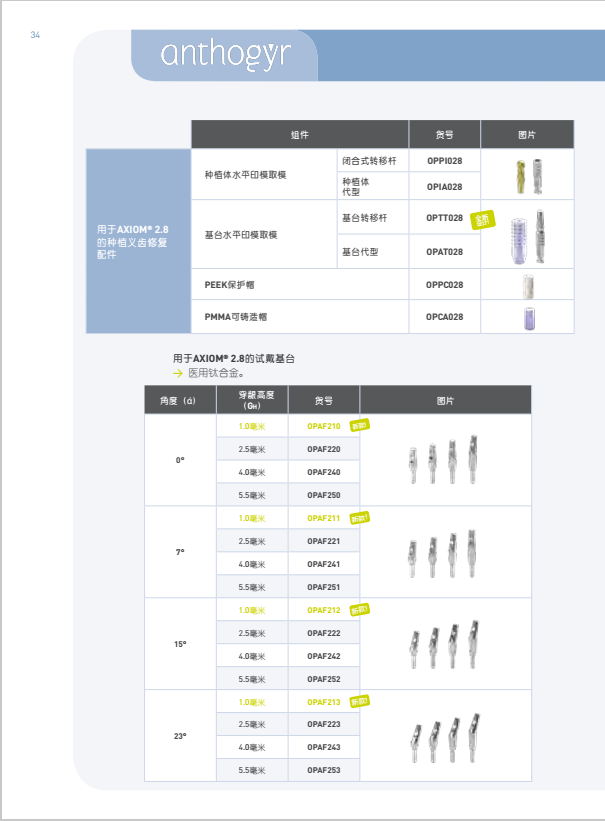 34
anthogyr
组件 货号 图片
用于AXIOM® 2.8
的种植义齿修复
配件
种植体水平印模取模 闭合式转移杆 OPPI028
种植体
代型 OPIA028
基台水平印模取模 基台转移杆 OPTT028
基台代型 OPAT028
PEEK保护帽 OPPC028
PMMA可铸造帽 OPCA028
用于AXIOM® 2.8的试戴基台
→ 医用钛合金。
角度（α） 穿龈高度
（GH） 货号 图片
0° 1.0毫米 OPAF210 新款!
2.5毫米 OPAF220
4.0毫米 OPAF240
5.5毫米 OPAF250
7° 1.0毫米 OPAF211 新款!
2.5毫米 OPAF221
4.0毫米 OPAF241
5.5毫米 OPAF251
15° 1.0毫米 OPAF212 新款!
2.5毫米 OPAF222
4.0毫米 OPAF242
5.5毫米 OPAF252
23° 1.0毫米 OPAF213 新款!
2.5毫米 OPAF223
4.0毫米 OPAF243
5.5毫米 OPAF253